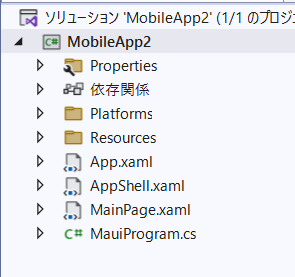 ソリューション 'MobileApp2' (1/1 のプロジ
C# MobileApp2
Properties
依存関係
Platforms
Resources
App.xaml
AppShell.xaml
MainPage.xaml
C# MauiProgram.cs